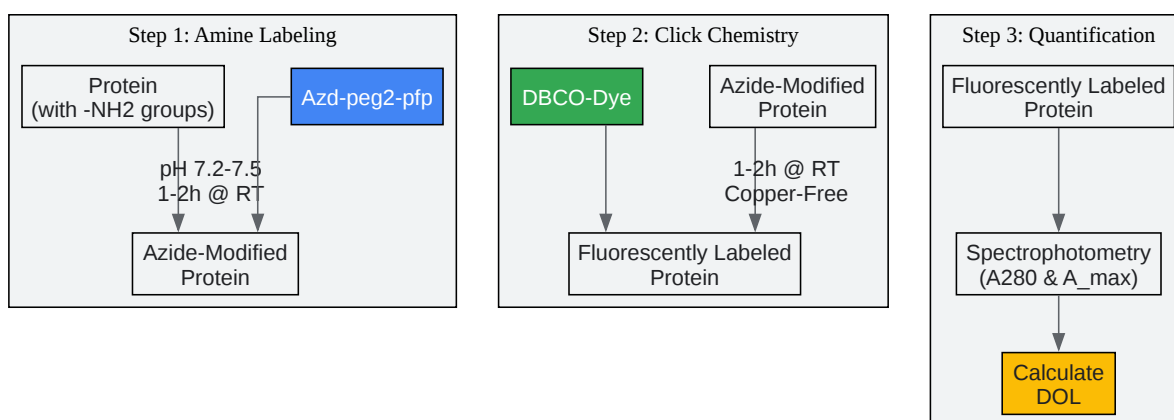 Step 1: Amine Labeling
Protein
(with -NH2 groups)
Azd-peg2-pfp
pH 7.2-7.5
1-2h @ RT
Azide-Modified
Protein
Step 2: Click Chemistry
DBCO-Dye
Azide-Modified
Protein
1-2h @ RT
Copper-Free
Fluorescently Labeled
Protein
Step 3: Quantification
Fluorescently Labeled
Protein
Spectrophotometry
(A280 & A_max)
Calculate
DOL